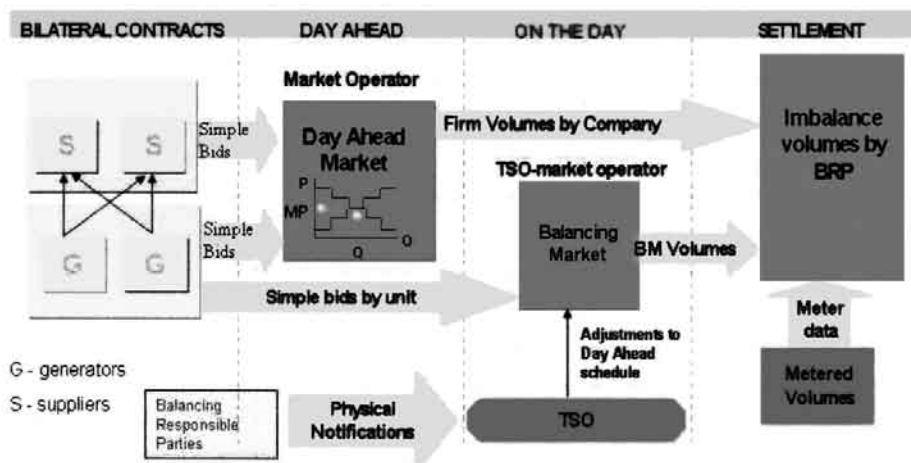 BILATERAL CONTRACTS
DAY AHEAD
ON THE DAY
SETTLEMENT
Market Operator
S
S
Simple
Bids
Day Ahead
Market
P
MP
Q
Q
Firm Volumes by Company
Imbalance
volumes by
BRP
TSO-market operator
G
G
Simple
Bids
Balancing
Market
BM Volumes
Simple bids by unit
Meter
data
Adjustments to
Day Ahead
schedule
G - generators
S - suppliers
Balancing
Responsible
Parties
Physical
Notifications
TSO
Metered
Volumes